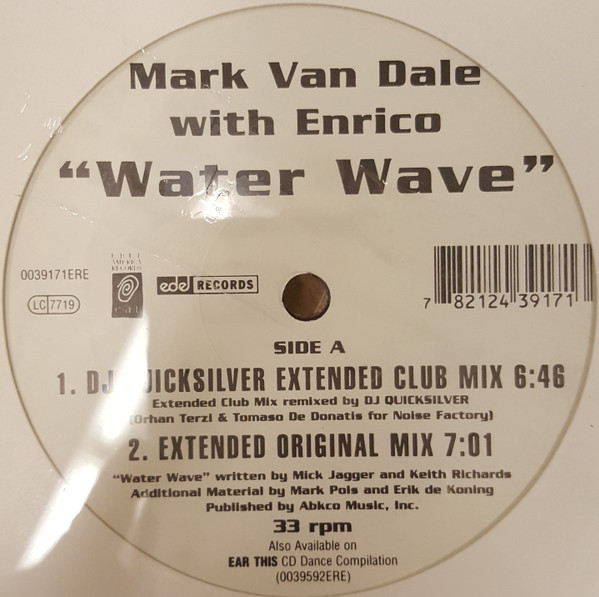 Mark Van Dale
with Enrico
“Water Wave”
0039171ERE
LC 7719
EDEL
AMERICA
RECORDS
edel RECORDS
7 82124 39171
SIDE A
1. DJ QUICKSILVER EXTENDED CLUB MIX 6:46
Extended Club Mix remixed by DJ QUICKSILVER
(Orhan Terzi & Tomaso De Donatis for Noise Factory)
2. EXTENDED ORIGINAL MIX 7:01
“Water Wave” written by Mick Jagger and Keith Richards
Additional Material by Mark Pols and Erik de Koning
Published by Abkco Music, Inc.
33 rpm
Also Available on
EAR THIS CD Dance Compilation
(0039592ERE)